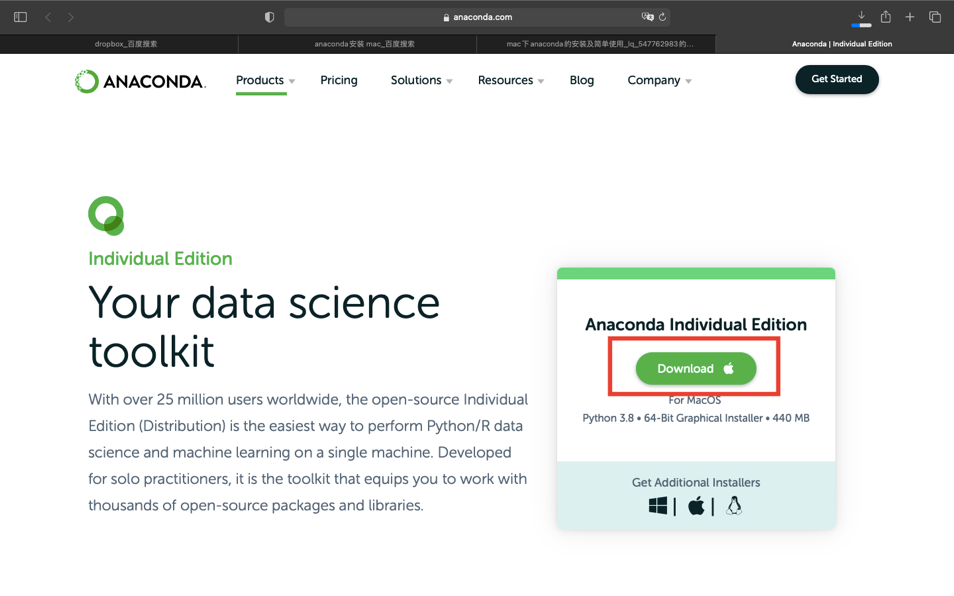 anaconda.com
dropbox_百度搜索
anaconda安装 mac_百度搜索
mac下anaconda的安装及简单使用_lq_547762983的...
Anaconda | Individual Edition
ANACONDA.
Products
Pricing
Solutions
Resources
Blog
Company
Get Started
Individual Edition
Your data science
toolkit
With over 25 million users worldwide, the open-source Individual
Edition (Distribution) is the easiest way to perform Python/R data
science and machine learning on a single machine. Developed
for solo practitioners, it is the toolkit that equips you to work with
thousands of open-source packages and libraries.
Anaconda Individual Edition
Download
For MacOS
Python 3.8 • 64-Bit Graphical Installer • 440 MB
Get Additional Installers